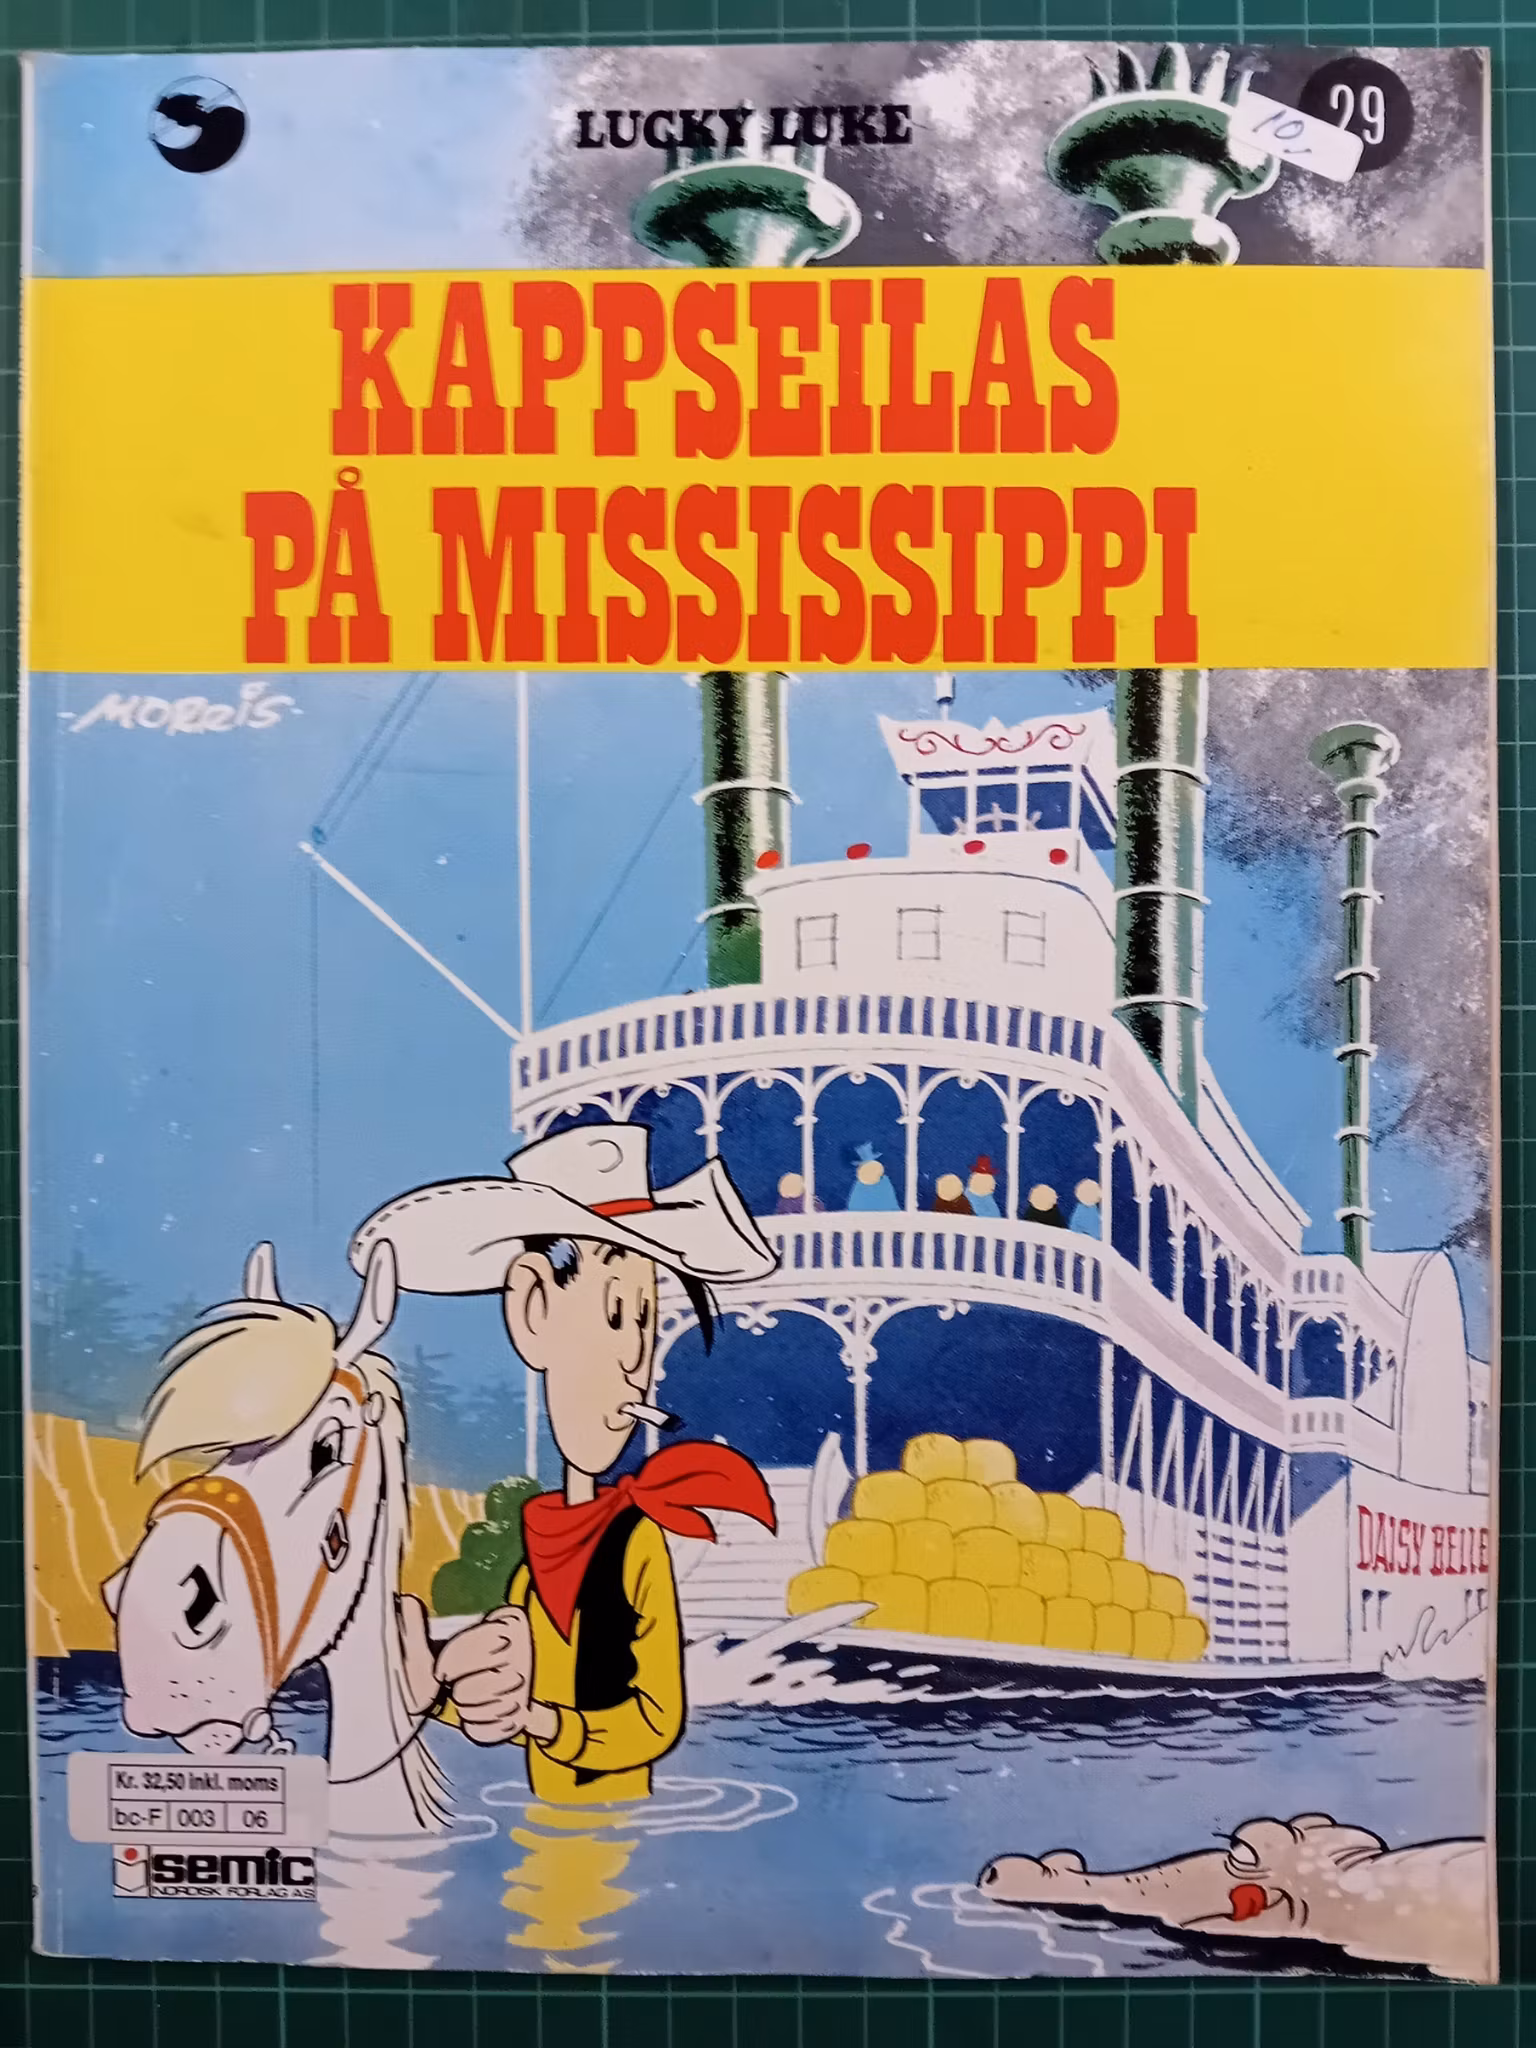 LUCKY LUKE
29
10,-
KAPPSEILAS
PÅ MISSISSIPPI
-MORRIS-
DAISY BELLE
Kr. 32,50 inkl. moms
bc-F 003 06
semic
NORDISK FORLAG AS